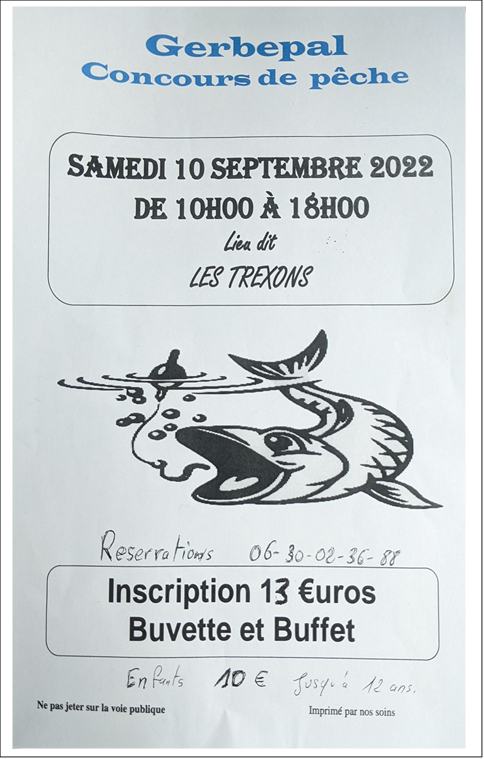 Gerbepal
Concours de pêche
SAMEDI 10 SEPTEMBRE 2022
DE 10H00 À 18H00
Lieu dit
LES TREXONS
Reservations 06-30-02-36-88
Inscription 13 €uros
Buvette et Buffet
Enfants 10 € Jusqu'à 12 ans.
Ne pas jeter sur la voie publique
Imprimé par nos soins